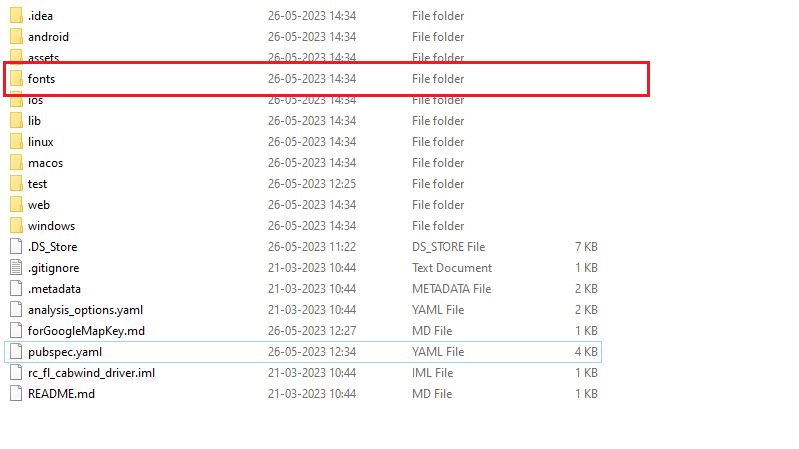 .idea 26-05-2023 14:34 File folder
android 26-05-2023 14:34 File folder
assets 26-05-2023 14:34 File folder
fonts 26-05-2023 14:34 File folder
ios 26-05-2023 14:34 File folder
lib 26-05-2023 14:34 File folder
linux 26-05-2023 14:34 File folder
macos 26-05-2023 14:34 File folder
test 26-05-2023 12:25 File folder
web 26-05-2023 14:34 File folder
windows 26-05-2023 14:34 File folder
.DS_Store 26-05-2023 11:22 DS_STORE File 7 KB
.gitignore 21-03-2023 10:44 Text Document 1 KB
.metadata 21-03-2023 10:44 METADATA File 2 KB
analysis_options.yaml 21-03-2023 10:44 YAML File 2 KB
forGoogleMapKey.md 26-05-2023 12:27 MD File 1 KB
pubspec.yaml 26-05-2023 12:34 YAML File 4 KB
rc_fl_cabwind_driver.iml 21-03-2023 10:44 IML File 1 KB
README.md 21-03-2023 10:44 MD File 1 KB